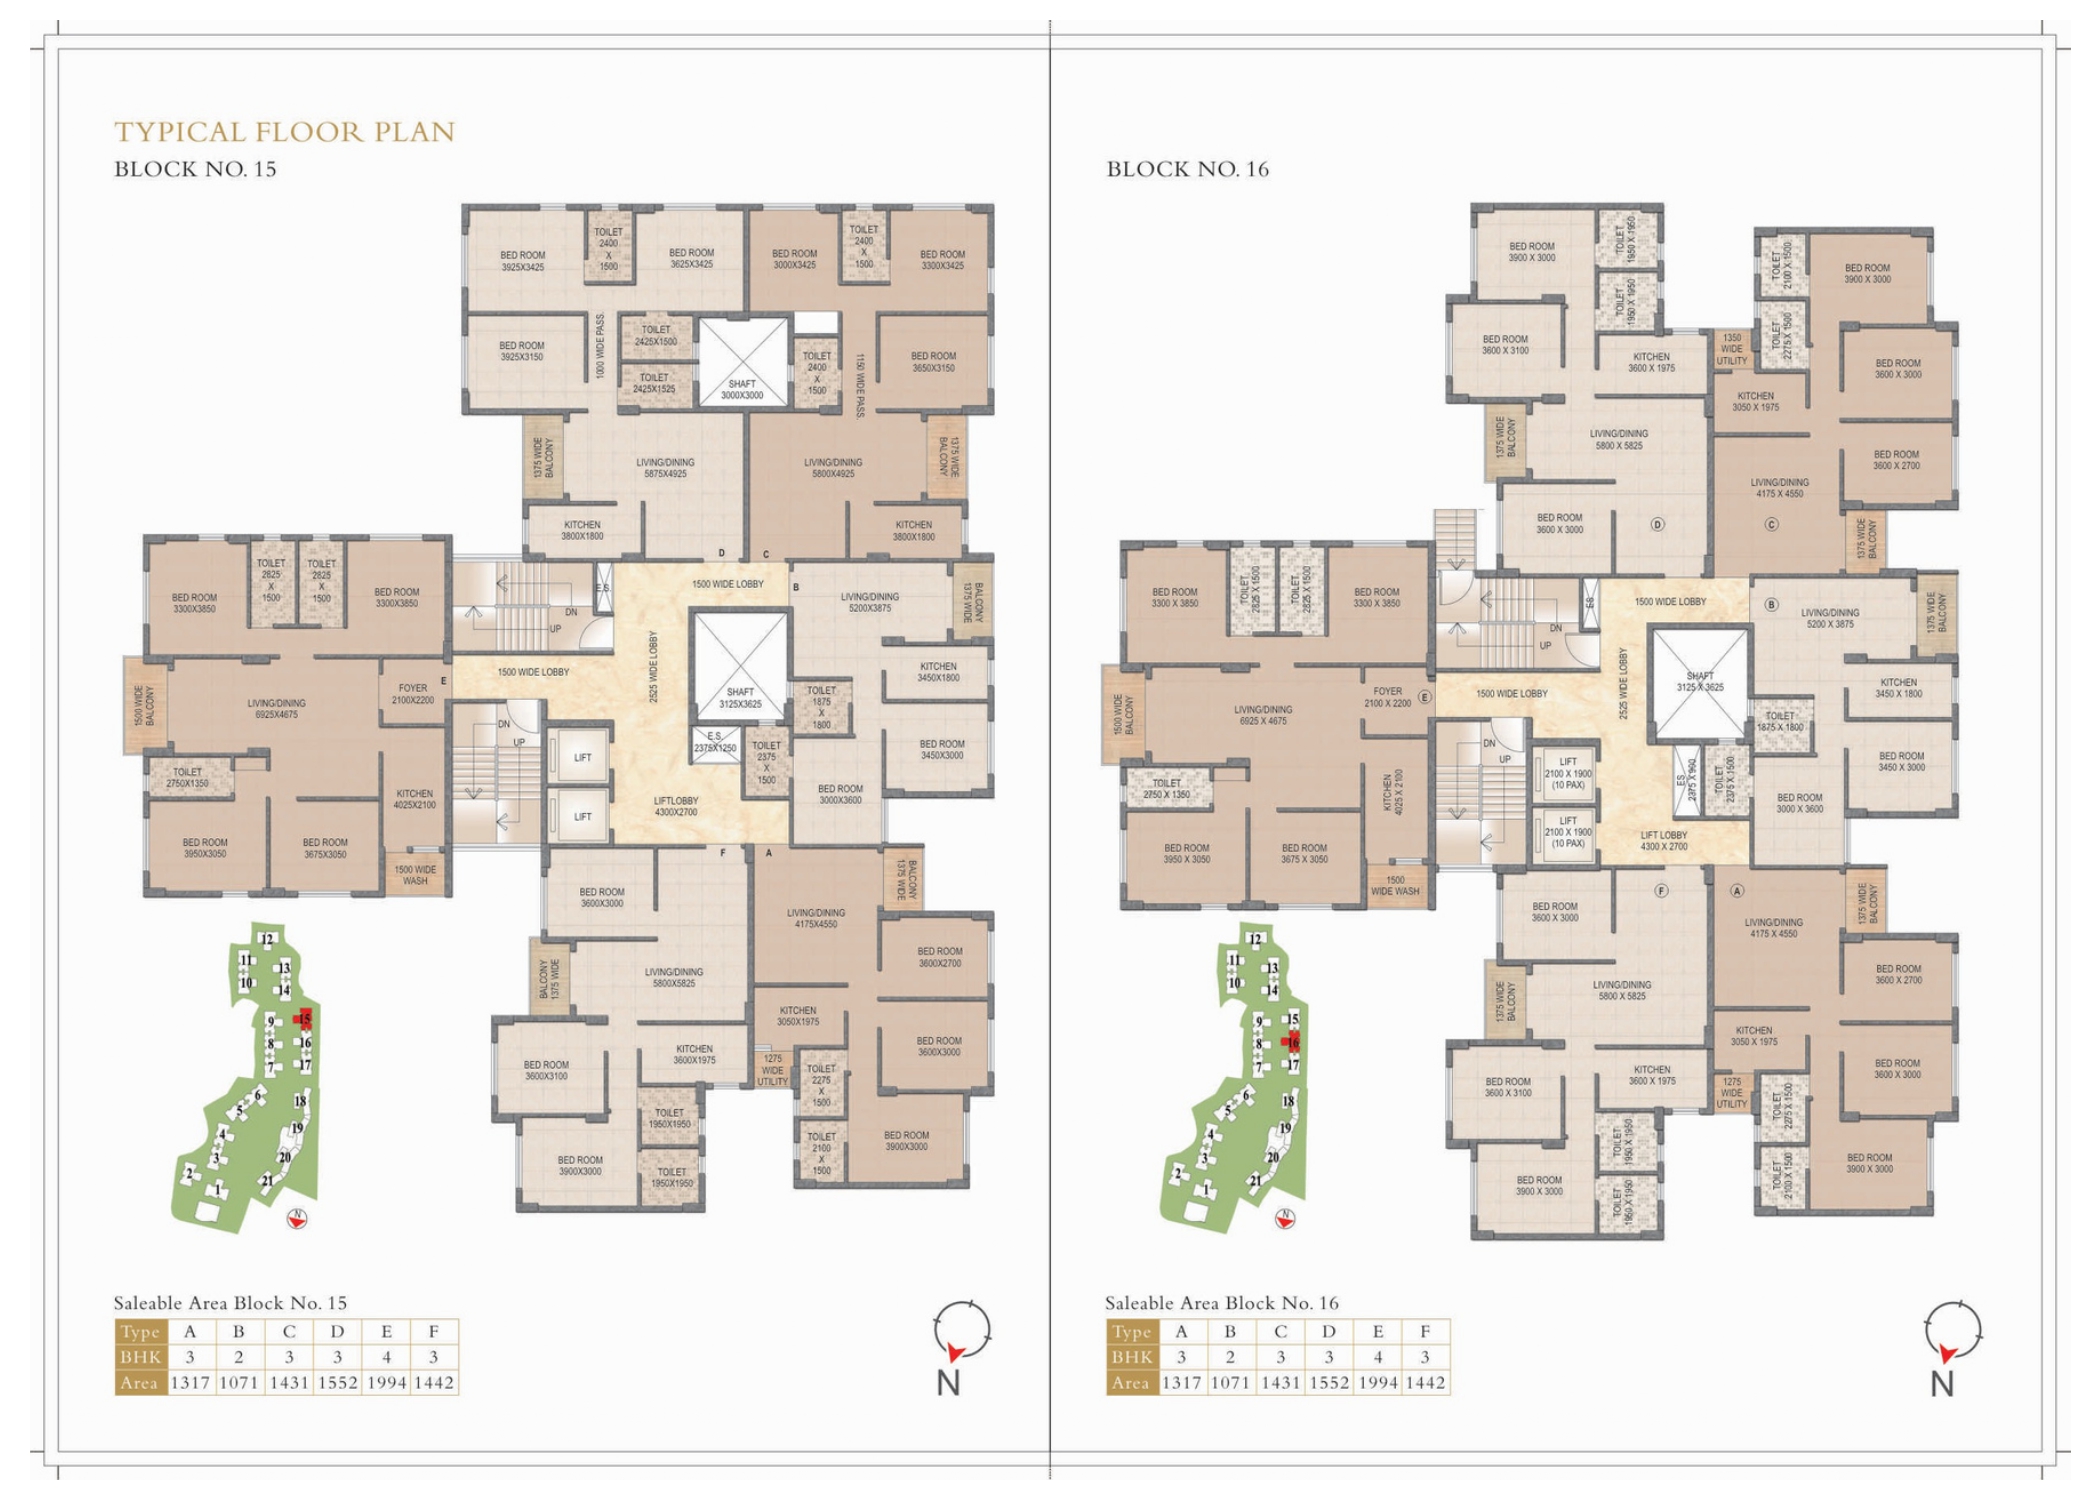 TYPICAL FLOOR PLAN
BLOCK NO. 15
BED ROOM
3925X3425
TOILET
2400
X
1500
BED ROOM
3625X3425
BED ROOM
3000X3425
TOILET
2400
X
1500
BED ROOM
3300X3425
BED ROOM
3925X3150
1000 WIDE PASS.
TOILET
2425X1500
TOILET
2425X1525
SHAFT
3000X3000
TOILET
2400
X
1500
1150 WIDE PASS.
BED ROOM
3650X3150
1375 WIDE
BALCONY
LIVING/DINING
5875X4925
LIVING/DINING
5800X4925
1375 WIDE
BALCONY
KITCHEN
3800X1800
D
C
KITCHEN
3800X1800
BED ROOM
3300X3850
TOILET
2825
X
1500
TOILET
2825
X
1500
BED ROOM
3300X3850
DN
UP
E.S.
1500 WIDE LOBBY
B
LIVING/DINING
5200X3875
BALCONY
1375 WIDE
1500 WIDE
BALCONY
LIVING/DINING
6925X4675
FOYER
2100X2200
E
1500 WIDE LOBBY
2525 WIDE LOBBY
SHAFT
3125X3625
TOILET
1875
X
1800
KITCHEN
3450X1800
DN
UP
LIFT
E.S.
2375X1250
TOILET
2375
X
1500
BED ROOM
3450X3000
TOILET
2750X1350
KITCHEN
4025X2100
LIFT
LIFTLOBBY
4300X2700
BED ROOM
3000X3600
BED ROOM
3950X3050
BED ROOM
3675X3050
1500 WIDE
WASH
F
A
BED ROOM
3600X3000
LIVING/DINING
4175X4550
BALCONY
1375 WIDE
BALCONY
1375 WIDE
LIVING/DINING
5800X5825
BED ROOM
3600X2700
KITCHEN
3050X1975
BED ROOM
3600X3100
KITCHEN
3600X1975
1275
WIDE
UTILITY
TOILET
2275
X
1500
BED ROOM
3600X3000
TOILET
1950X1950
BED ROOM
3900X3000
TOILET
1950X1950
TOILET
2100
X
1500
BED ROOM
3900X3000
12
11
13
10
14
15
9
8
16
7
17
6
5
18
4
19
3
20
2
21
1
N
Saleable Area Block No. 15
Type A B C D E F
BHK 3 2 3 3 4 3
Area 1317 1071 1431 1552 1994 1442
N
BLOCK NO. 16
BED ROOM
3900 X 3000
TOILET
1950 X 1950
TOILET
1950 X 1950
TOILET
2100 X 1500
BED ROOM
3900 X 3000
BED ROOM
3600 X 3100
KITCHEN
3600 X 1975
1350
WIDE
UTILITY
TOILET
2275 X 1500
BED ROOM
3600 X 3000
KITCHEN
3050 X 1975
1375 WIDE
BALCONY
LIVING/DINING
5800 X 5825
BED ROOM
3600 X 2700
LIVING/DINING
4175 X 4550
BED ROOM
3600 X 3000
D
C
1375 WIDE
BALCONY
BED ROOM
3300 X 3850
TOILET
2825 X 1500
TOILET
2825 X 1500
BED ROOM
3300 X 3850
DN
UP
ES
1500 WIDE LOBBY
B
LIVING/DINING
5200 X 3875
1375 WIDE
BALCONY
1500 WIDE
BALCONY
LIVING/DINING
6925 X 4675
FOYER
2100 X 2200
E
1500 WIDE LOBBY
2525 WIDE LOBBY
SHAFT
3125 X 3625
KITCHEN
3450 X 1800
TOILET
1875 X 1800
DN
UP
LIFT
2100 X 1900
(10 PAX)
ES
2375 X 900
TOILET
2375 X 1500
BED ROOM
3450 X 3000
TOILET
2750 X 1350
KITCHEN
4025 X 2100
BED ROOM
3000 X 3600
LIFT
2100 X 1900
(10 PAX)
LIFT LOBBY
4300 X 2700
BED ROOM
3950 X 3050
BED ROOM
3675 X 3050
1500
WIDE WASH
BED ROOM
3600 X 3000
F
A
LIVING/DINING
4175 X 4550
1375 WIDE
BALCONY
1375 WIDE
BALCONY
LIVING/DINING
5800 X 5825
BED ROOM
3600 X 2700
KITCHEN
3050 X 1975
BED ROOM
3600 X 3100
KITCHEN
3600 X 1975
1275
WIDE
UTILITY
TOILET
2275 X 1500
BED ROOM
3600 X 3000
TOILET
1950 X 1950
BED ROOM
3900 X 3000
TOILET
1950 X 1950
TOILET
2100 X 1500
BED ROOM
3900 X 3000
12
11
13
10
14
15
9
8
16
7
17
6
5
18
4
19
3
20
2
21
1
N
Saleable Area Block No. 16
Type A B C D E F
BHK 3 2 3 3 4 3
Area 1317 1071 1431 1552 1994 1442
N